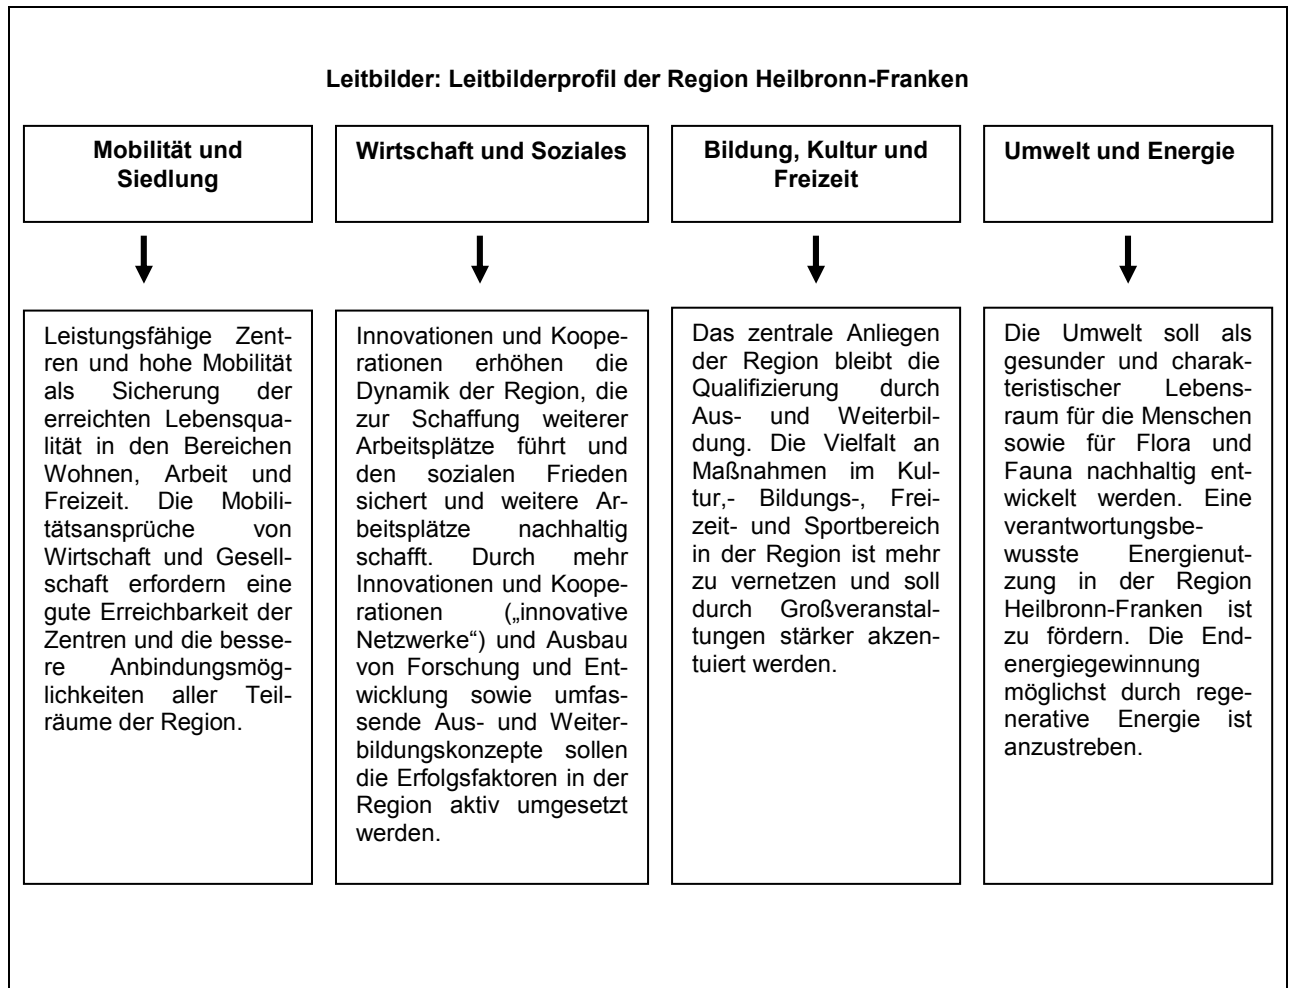 Leitbilder: Leitbilderprofil der Region Heilbronn-Franken
Mobilität und
Siedlung
Wirtschaft und Soziales
Bildung, Kultur und
Freizeit
Umwelt und Energie
Leistungsfähige Zent-
ren und hohe Mobilität
als Sicherung der
erreichten Lebensqua-
lität in den Bereichen
Wohnen, Arbeit und
Freizeit. Die Mobili-
tätsansprüche von
Wirtschaft und Gesell-
schaft erfordern eine
gute Erreichbarkeit der
Zentren und die besse-
re Anbindungsmög-
lichkeiten aller Teil-
räume der Region.
Innovationen und Koope-
rationen erhöhen die
Dynamik der Region, die
zur Schaffung weiterer
Arbeitsplätze führt und
den sozialen Frieden
sichert und weitere Ar-
beitsplätze nachhaltig
schafft. Durch mehr
Innovationen und Koope-
rationen („innovative
Netzwerke“) und Ausbau
von Forschung und Ent-
wicklung sowie umfas-
sende Aus- und Weiter-
bildungskonzepte sollen
die Erfolgsfaktoren in der
Region aktiv umgesetzt
werden.
Das zentrale Anliegen
der Region bleibt die
Qualifizierung durch
Aus- und Weiterbil-
dung. Die Vielfalt an
Maßnahmen im Kul-
tur,- Bildungs-, Frei-
zeit- und Sportbereich
in der Region ist mehr
zu vernetzen und soll
durch Großveranstal-
tungen stärker akzen-
tuiert werden.
Die Umwelt soll als
gesunder und charak-
teristischer Lebens-
raum für die Menschen
sowie für Flora und
Fauna nachhaltig ent-
wickelt werden. Eine
verantwortungsbe-
wusste Energienut-
zung in der Region
Heilbronn-Franken ist
zu fördern. Die End-
energiegewinnung
möglichst durch rege-
nerative Energie ist
anzustreben.